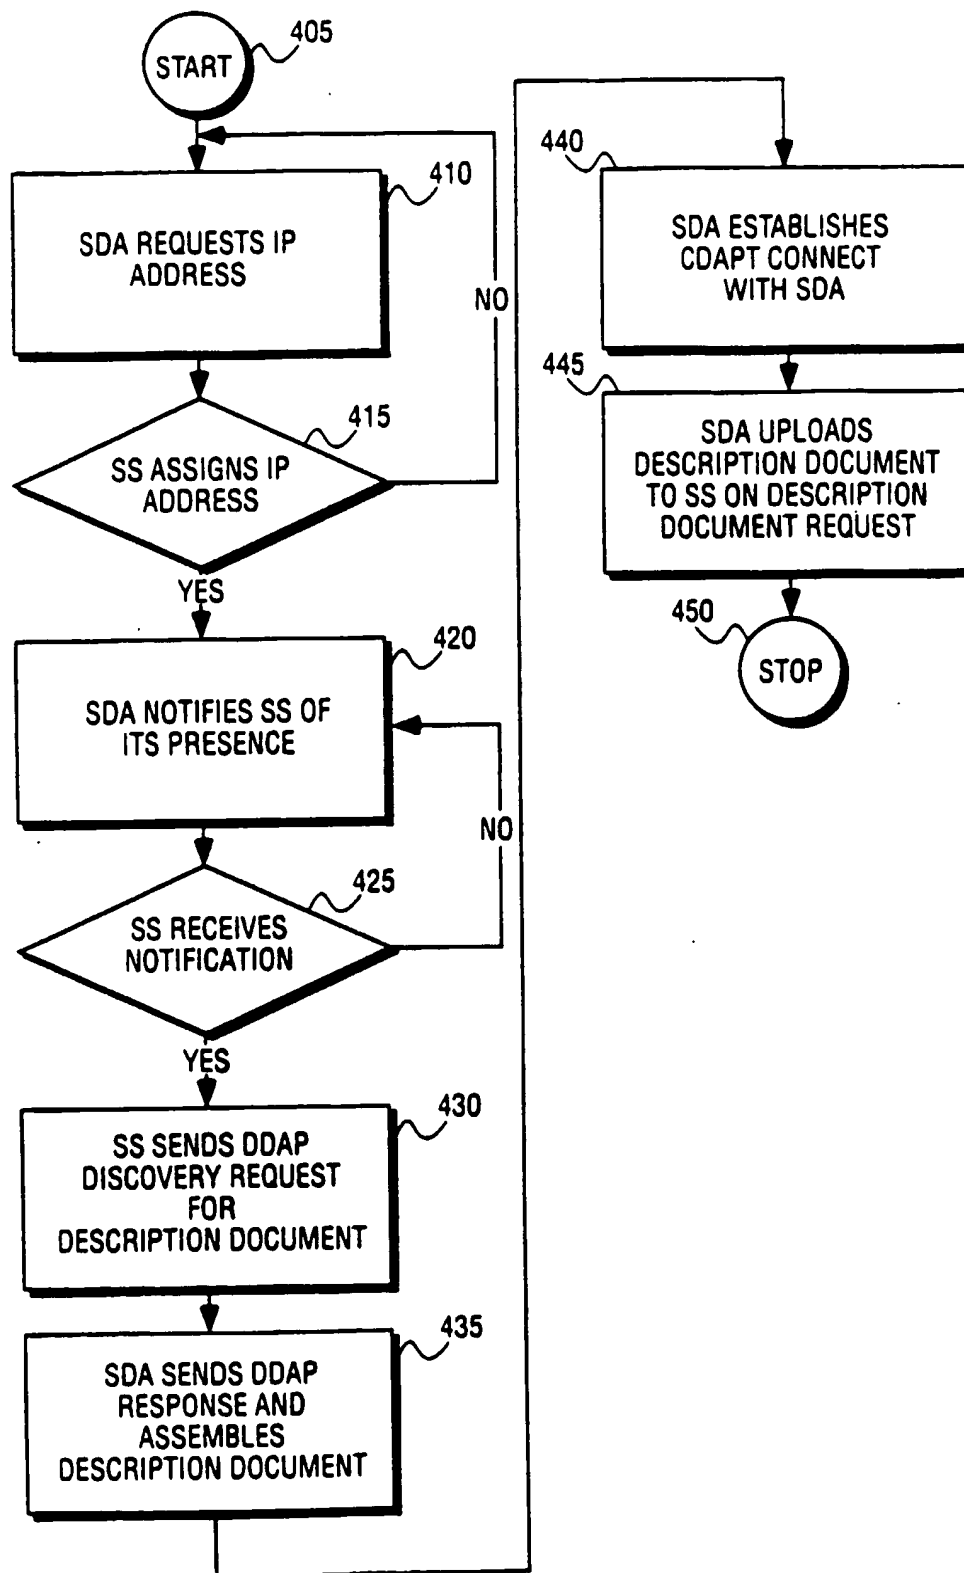 405
START
410
SDA REQUESTS IP
ADDRESS
NO
415
SS ASSIGNS IP
ADDRESS
YES
420
SDA NOTIFIES SS OF
ITS PRESENCE
NO
425
SS RECEIVES
NOTIFICATION
YES
430
SS SENDS DDAP
DISCOVERY REQUEST
FOR
DESCRIPTION DOCUMENT
435
SDA SENDS DDAP
RESPONSE AND
ASSEMBLES
DESCRIPTION DOCUMENT
440
SDA ESTABLISHES
CDAPT CONNECT
WITH SDA
445
SDA UPLOADS
DESCRIPTION DOCUMENT
TO SS ON DESCRIPTION
DOCUMENT REQUEST
450
STOP